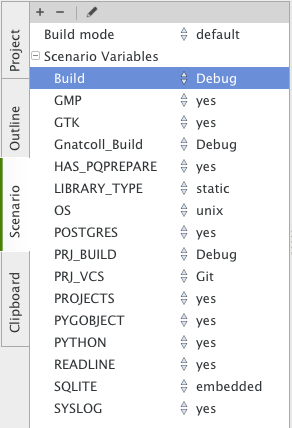 Project
Outline
Scenario
Clipboard
Build mode default
Scenario Variables
Build Debug
GMP yes
GTK yes
Gnatcoll_Build Debug
HAS_PQPREPARE yes
LIBRARY_TYPE static
OS unix
POSTGRES yes
PRJ_BUILD Debug
PRJ_VCS Git
PROJECTS yes
PYGOBJECT yes
PYTHON yes
READLINE yes
SQLITE embedded
SYSLOG yes